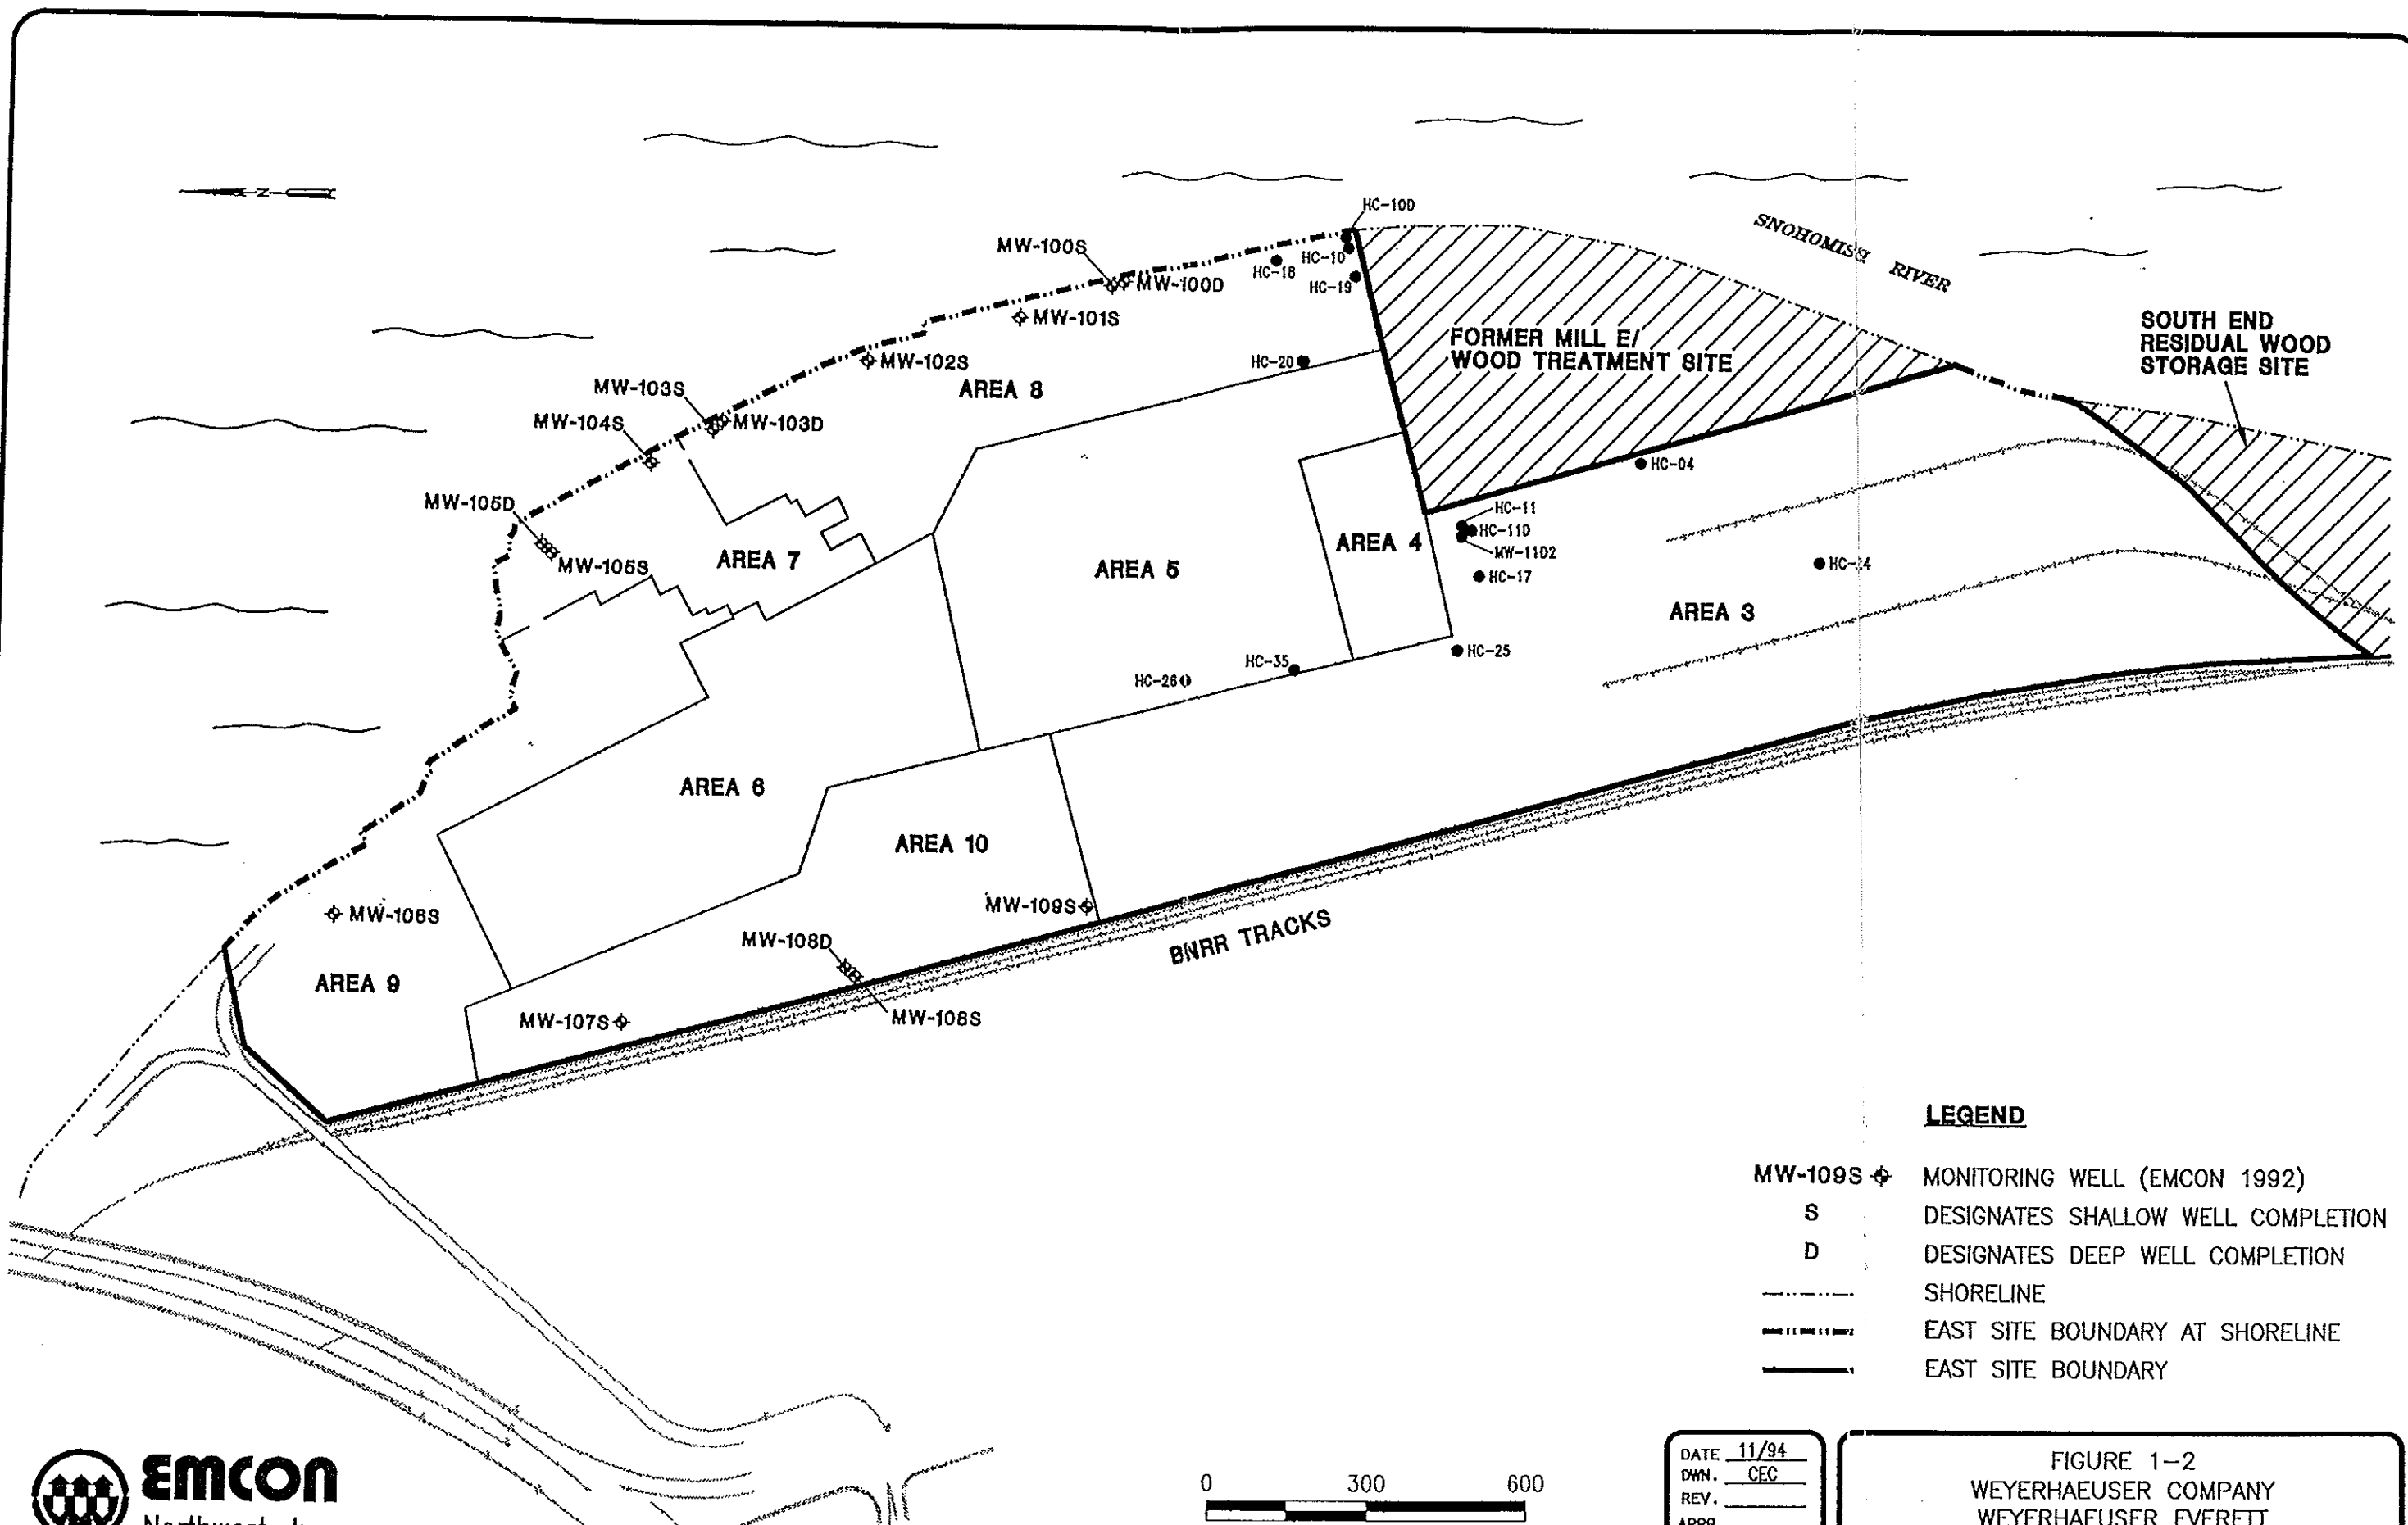 N
HC-10D
MW-100S
HC-10
HC-18
MW-100D
HC-19
SNOHOMISH RIVER
MW-101S
SOUTH END
RESIDUAL WOOD
STORAGE SITE
FORMER MILL E/
WOOD TREATMENT SITE
MW-102S
HC-20
AREA 8
MW-103S
MW-103D
MW-104S
HC-04
MW-105D
HC-11
HC-11D
MW-11D2
AREA 4
AREA 7
MW-105S
AREA 5
HC-17
AREA 3
HC-25
HC-35
HC-26
AREA 6
AREA 10
MW-109S
MW-106S
BNRR TRACKS
MW-108D
AREA 9
MW-107S
MW-108S
LEGEND
MW-109S MONITORING WELL (EMCON 1992)
S DESIGNATES SHALLOW WELL COMPLETION
D DESIGNATES DEEP WELL COMPLETION
SHORELINE
EAST SITE BOUNDARY AT SHORELINE
EAST SITE BOUNDARY
EMCON
Northwest
0 300 600
DATE 11/94
DWN. CEC
REV.
APPR.
FIGURE 1-2
WEYERHAEUSER COMPANY
WEYERHAEUSER EVERETT